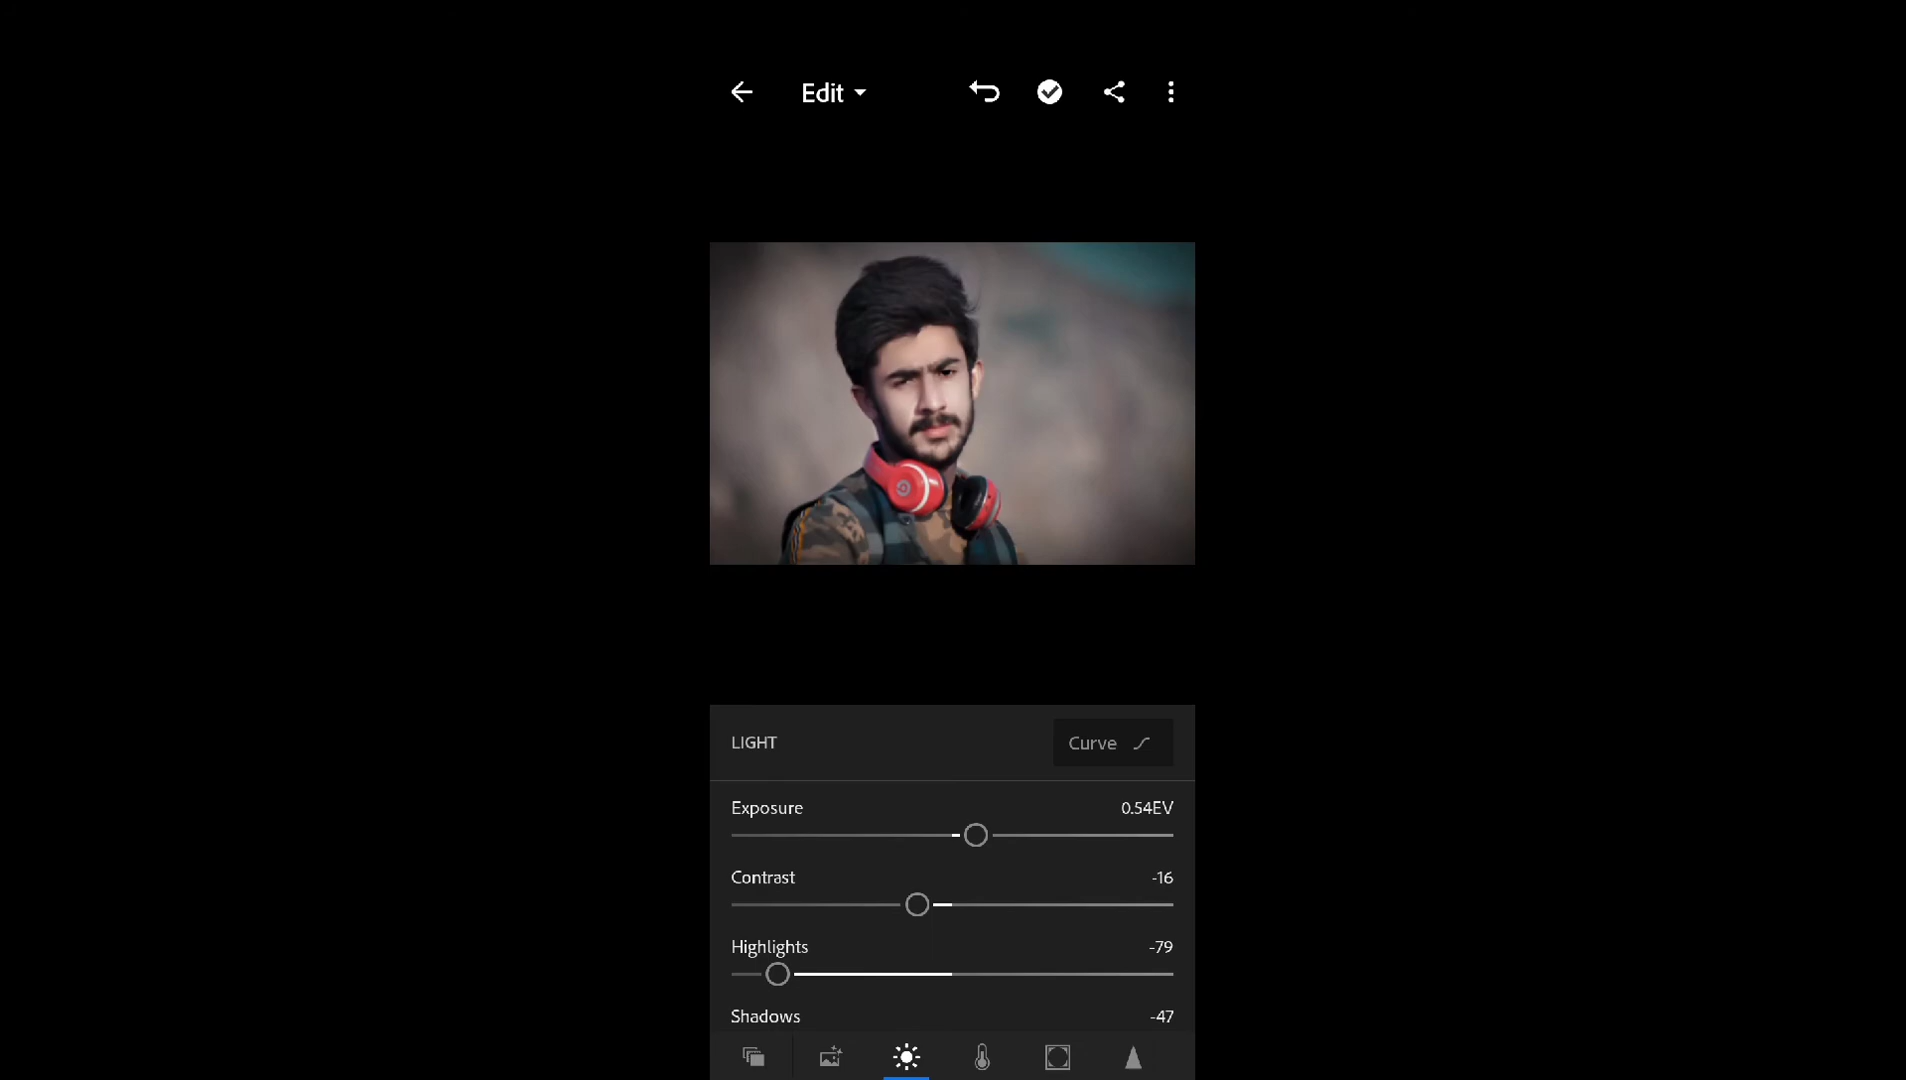 Edit
LIGHT
Curve
Exposure 0.54EV
Contrast -16
Highlights -79
Shadows -47